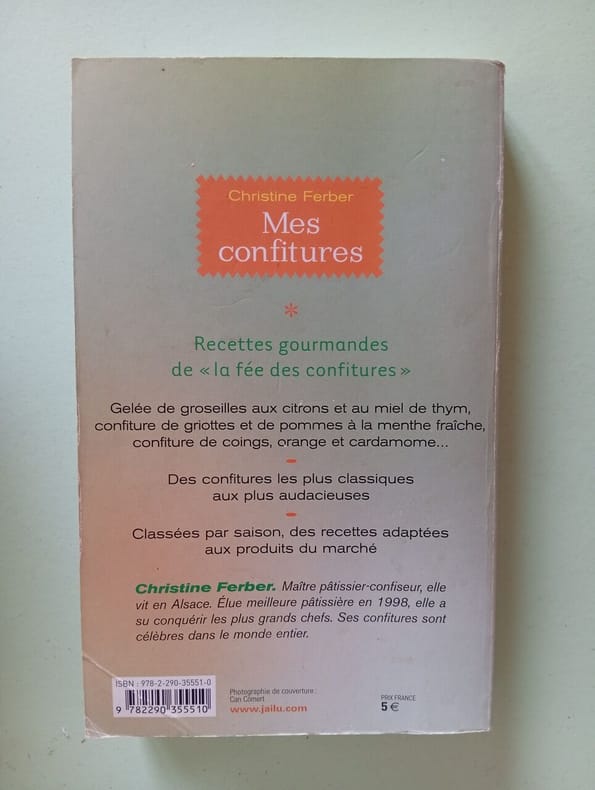 Christine Ferber
Mes
confitures
*
Recettes gourmandes
de « la fée des confitures »
Gelée de groseilles aux citrons et au miel de thym,
confiture de griottes et de pommes à la menthe fraîche,
confiture de coings, orange et cardamome...
Des confitures les plus classiques
aux plus audacieuses
Classées par saison, des recettes adaptées
aux produits du marché
Christine Ferber. Maître pâtissier-confiseur, elle
vit en Alsace. Élue meilleure pâtissière en 1998, elle a
su conquérir les plus grands chefs. Ses confitures sont
célèbres dans le monde entier.
ISBN : 978-2-290-35551-0
9 782290 355510
Photographie de couverture :
Can Cömert
www.jailu.com
PRIX FRANCE
5 €